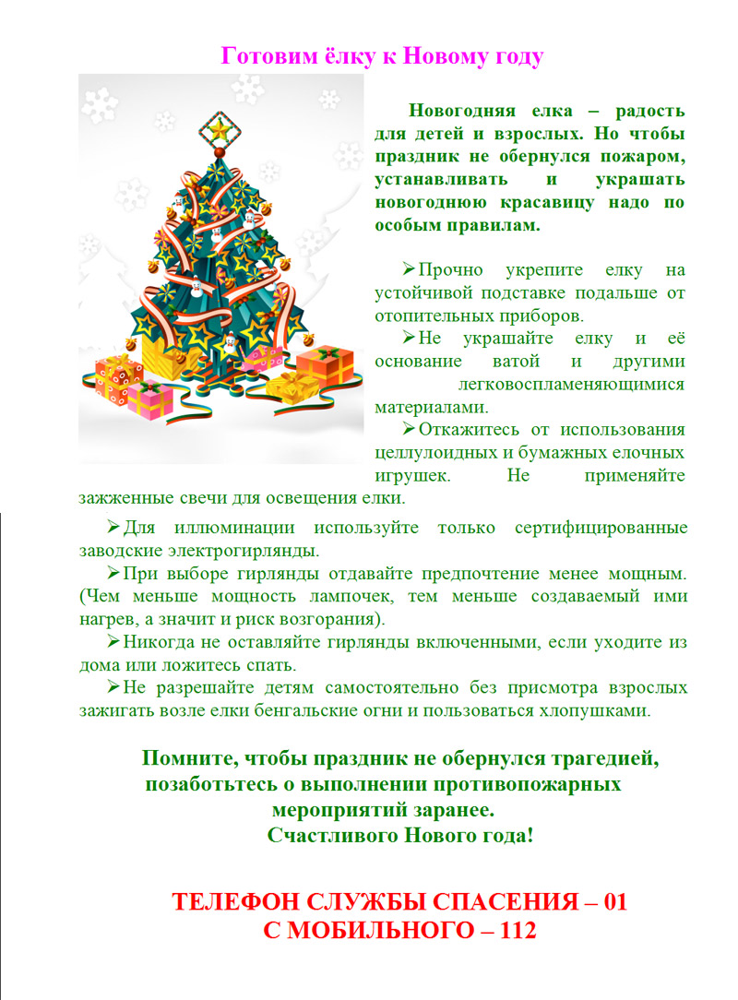 Готовим ёлку к Новому году
Новогодняя елка – радость
для детей и взрослых. Но чтобы
праздник не обернулся пожаром,
устанавливать и украшать
новогоднюю красавицу надо по
особым правилам.
➢Прочно укрепите елку на
устойчивой подставке подальше от
отопительных приборов.
➢Не украшайте елку и её
основание ватой и другими
легковоспламеняющимися
материалами.
➢Откажитесь от использования
целлулоидных и бумажных елочных
игрушек. Не применяйте
зажженные свечи для освещения елки.
➢Для иллюминации используйте только сертифицированные
заводские электрогирлянды.
➢При выборе гирлянды отдавайте предпочтение менее мощным.
(Чем меньше мощность лампочек, тем меньше создаваемый ими
нагрев, а значит и риск возгорания).
➢Никогда не оставляйте гирлянды включенными, если уходите из
дома или ложитесь спать.
➢Не разрешайте детям самостоятельно без присмотра взрослых
зажигать возле елки бенгальские огни и пользоваться хлопушками.
Помните, чтобы праздник не обернулся трагедией,
позаботьтесь о выполнении противопожарных
мероприятий заранее.
Счастливого Нового года!
ТЕЛЕФОН СЛУЖБЫ СПАСЕНИЯ – 01
С МОБИЛЬНОГО – 112